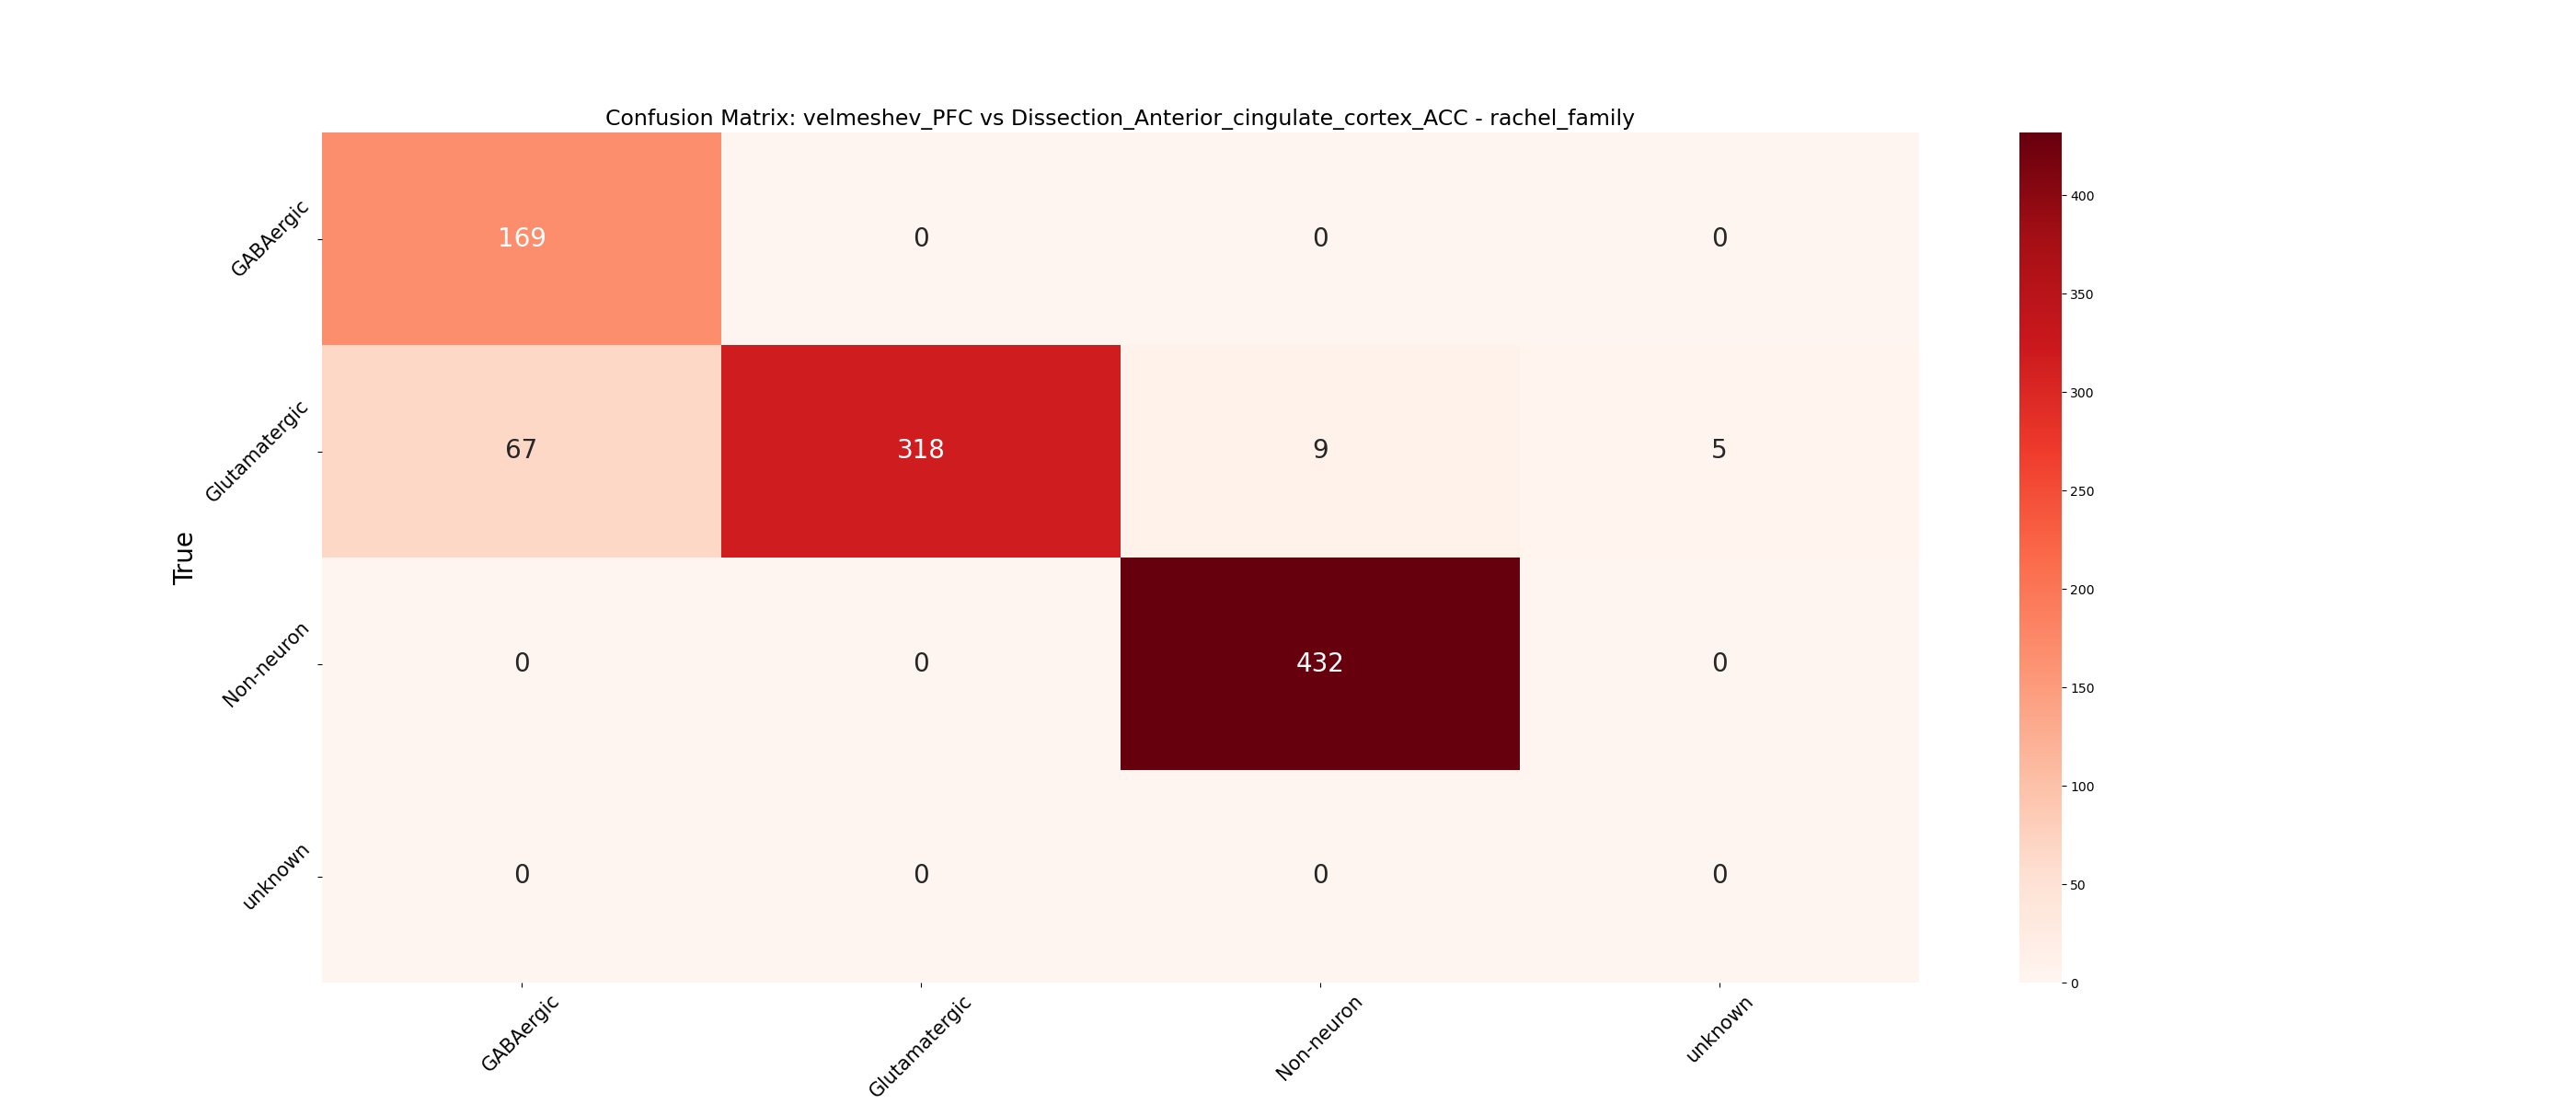 Confusion Matrix: velmeshev_PFC vs Dissection_Anterior_cingulate_cortex_ACC - rachel_family
True
GABAergic 169 0 0 0
Glutamatergic 67 318 9 5
Non-neuron 0 0 432 0
unknown 0 0 0 0
GABAergic Glutamatergic Non-neuron unknown
400
350
300
250
200
150
100
50
0